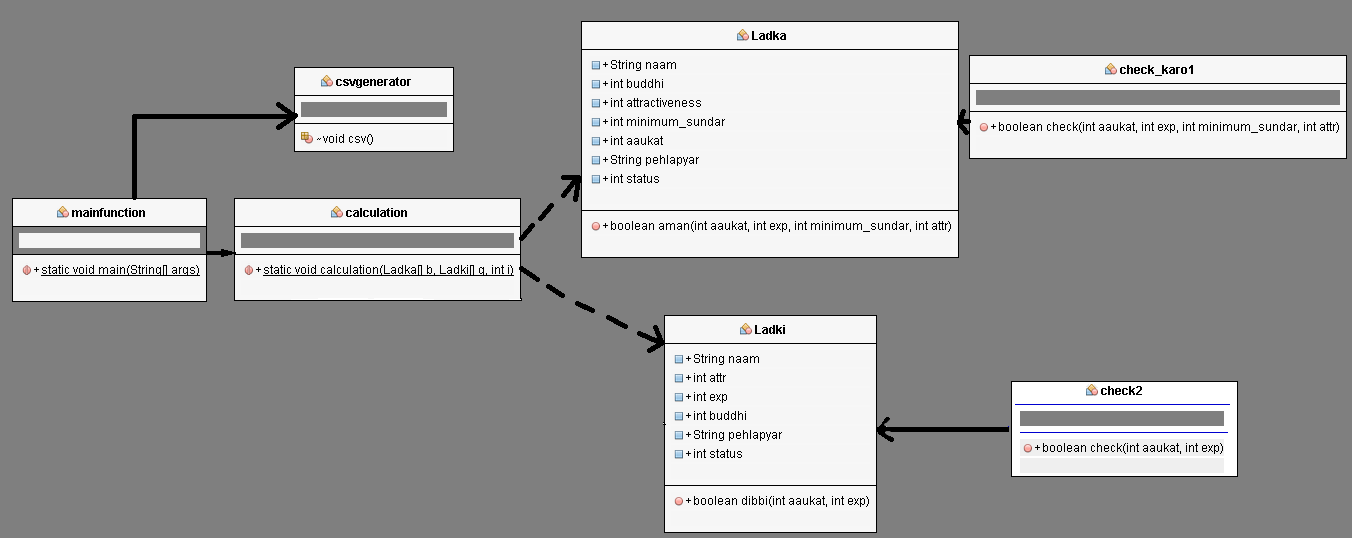 csvgenerator
~void csv()
mainfunction
+static void main(String[] args)
calculation
+static void calculation(Ladka[] b, Ladki[] g, int i)
Ladka
+String naam
+int buddhi
+int attractiveness
+int minimum_sundar
+int aaukat
+String pehlapyar
+int status
+boolean aman(int aaukat, int exp, int minimum_sundar, int attr)
check_karo1
+boolean check(int aaukat, int exp, int minimum_sundar, int attr)
Ladki
+String naam
+int attr
+int exp
+int buddhi
+String pehlapyar
+int status
+boolean dibbi(int aaukat, int exp)
check2
+boolean check(int aaukat, int exp)